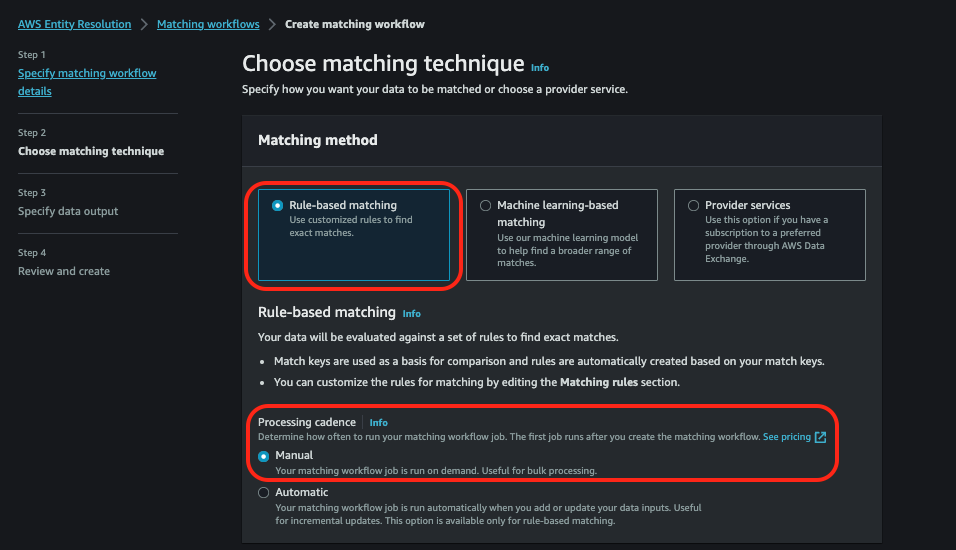 AWS Entity Resolution > Matching workflows > Create matching workflow
Step 1
Specify matching workflow
details
Step 2
Choose matching technique
Step 3
Specify data output
Step 4
Review and create
Choose matching technique Info
Specify how you want your data to be matched or choose a provider service.
Matching method
Rule-based matching
Use customized rules to find
exact matches.
Machine learning-based
matching
Use our machine learning model
to help find a broader range of
matches.
Provider services
Use this option if you have a
subscription to a preferred
provider through AWS Data
Exchange.
Rule-based matching Info
Your data will be evaluated against a set of rules to find exact matches.
• Match keys are used as a basis for comparison and rules are automatically created based on your match keys.
• You can customize the rules for matching by editing the Matching rules section.
Processing cadence | Info
Determine how often to run your matching workflow job. The first job runs after you create the matching workflow. See pricing
Manual
Your matching workflow job is run on demand. Useful for bulk processing.
Automatic
Your matching workflow job is run automatically when you add or update your data inputs. Useful
for incremental updates. This option is available only for rule-based matching.